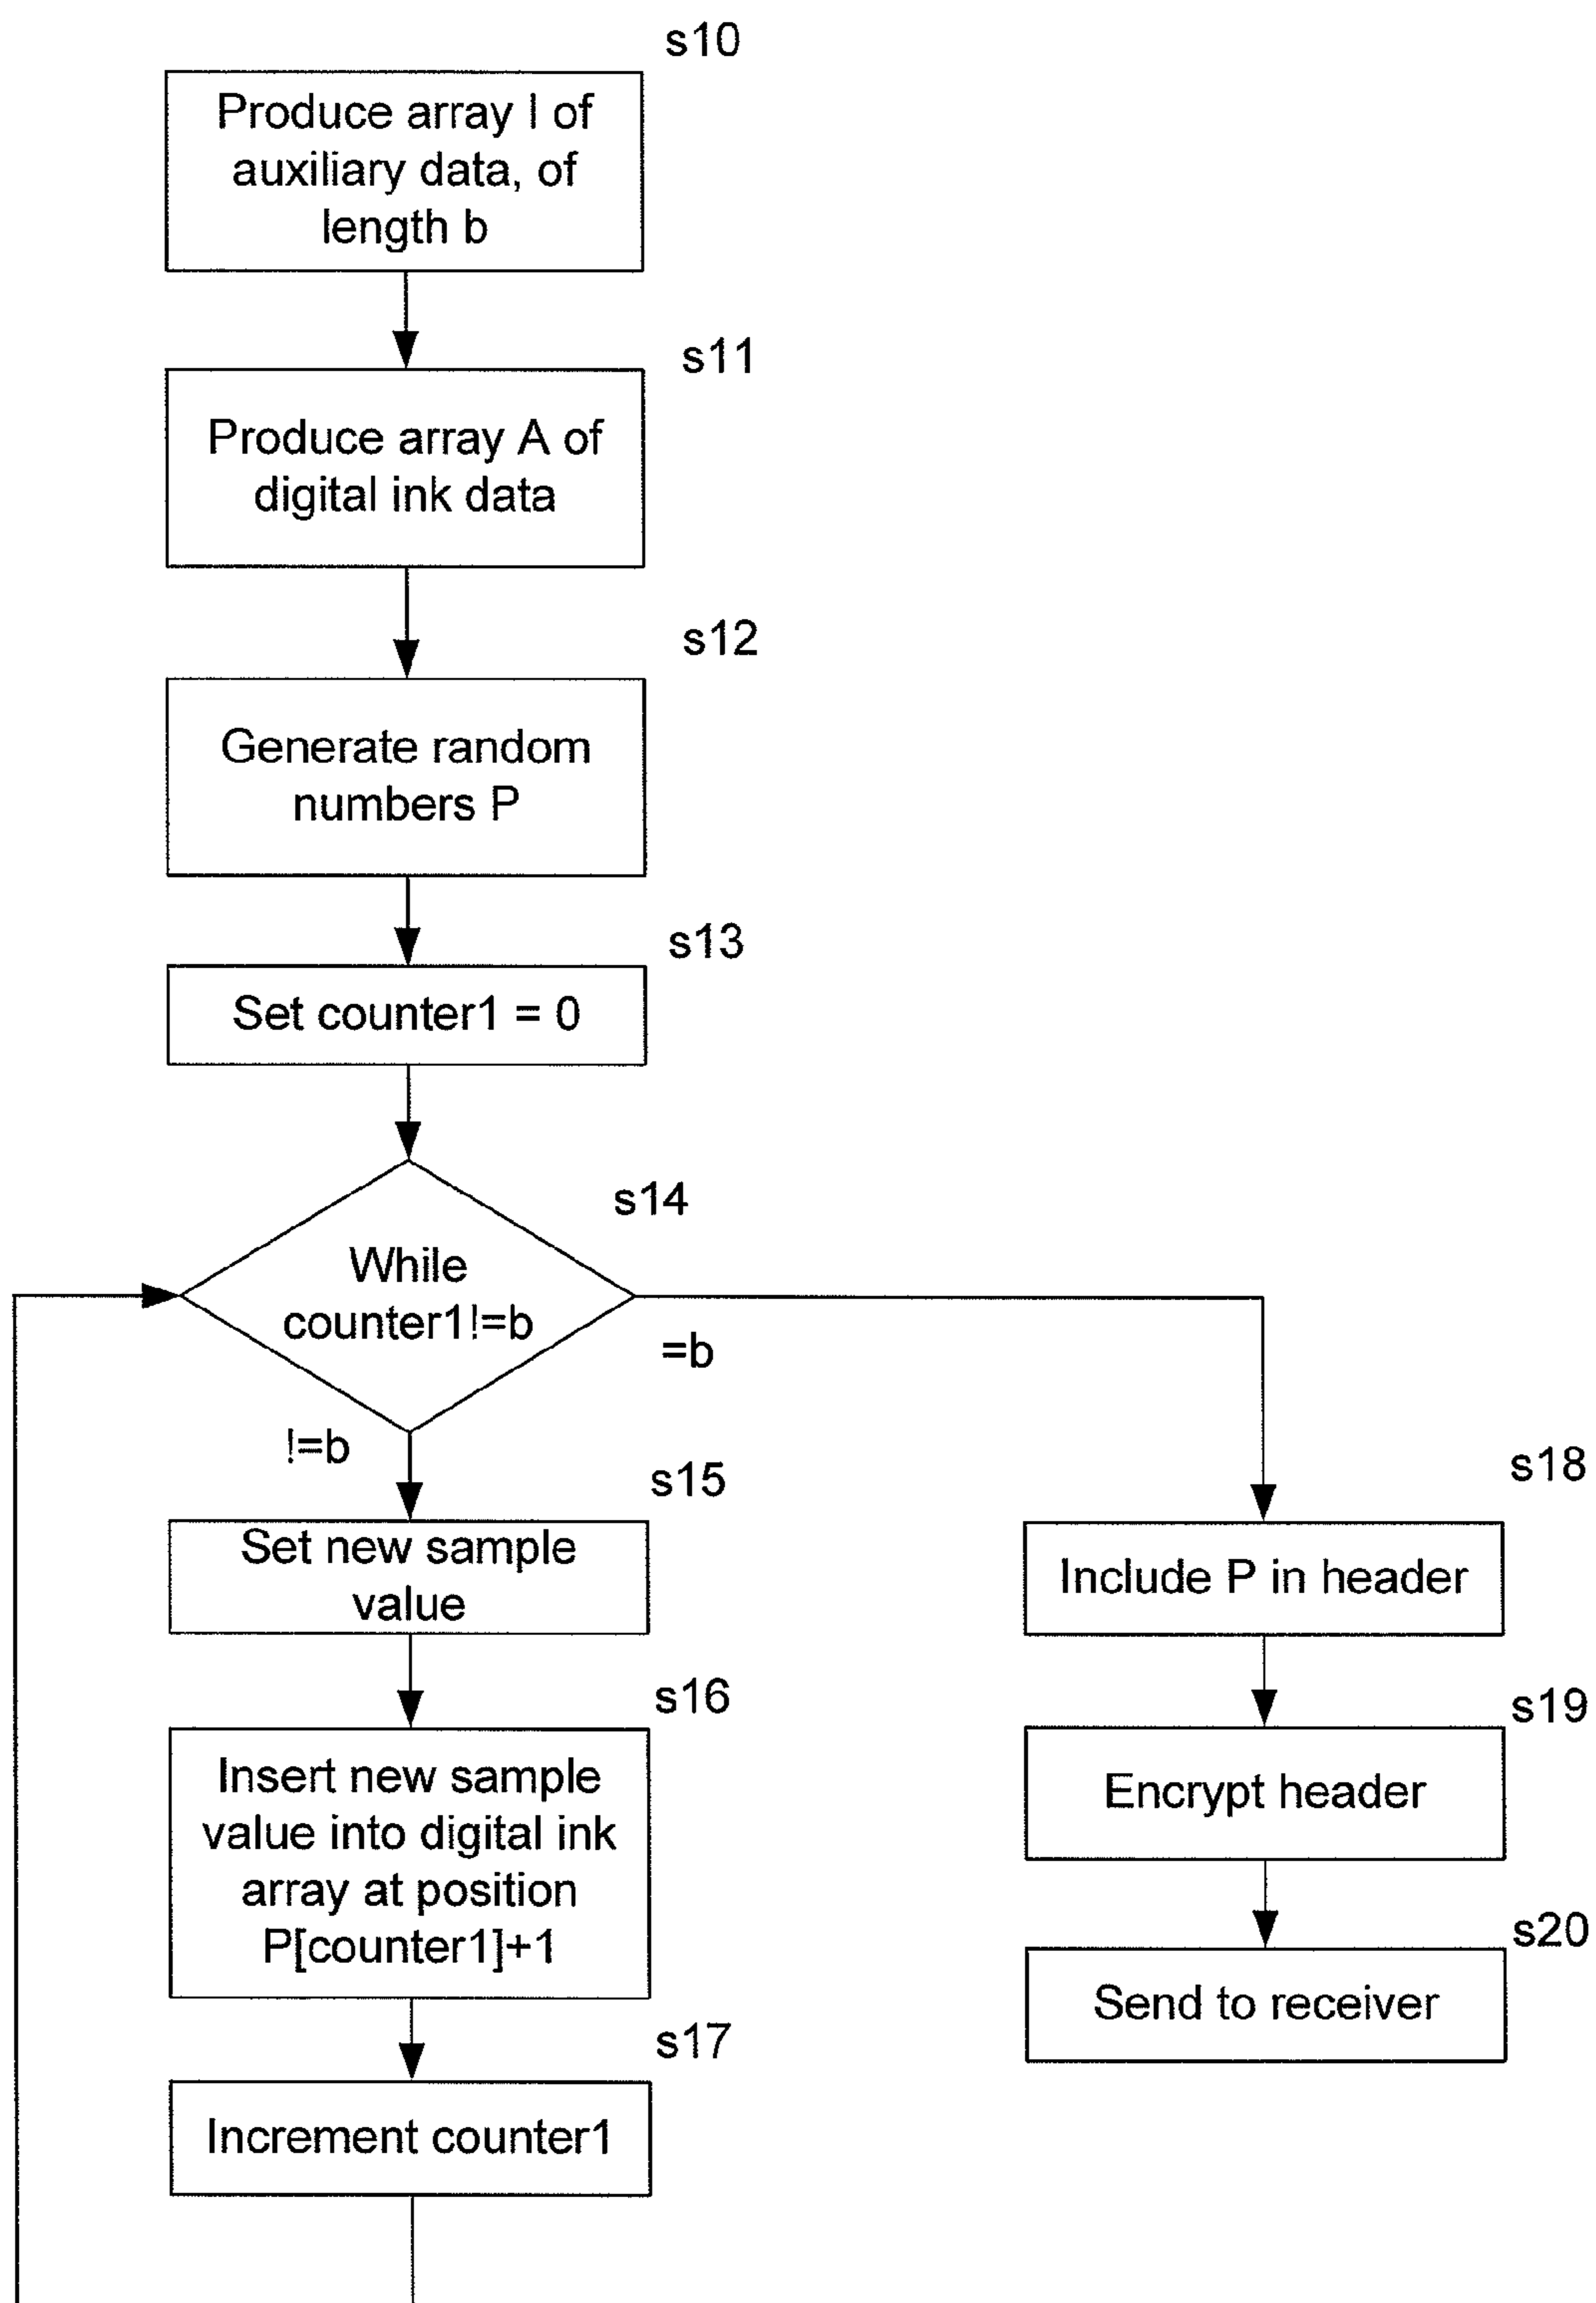 s10
Produce array I of
auxiliary data, of
length b
s11
Produce array A of
digital ink data
s12
Generate random
numbers P
s13
Set counter1 = 0
s14
While
counter1!=b
=b
!=b
s15
Set new sample
value
s16
Insert new sample
value into digital ink
array at position
P[counter1]+1
s17
Increment counter1
s18
Include P in header
s19
Encrypt header
s20
Send to receiver